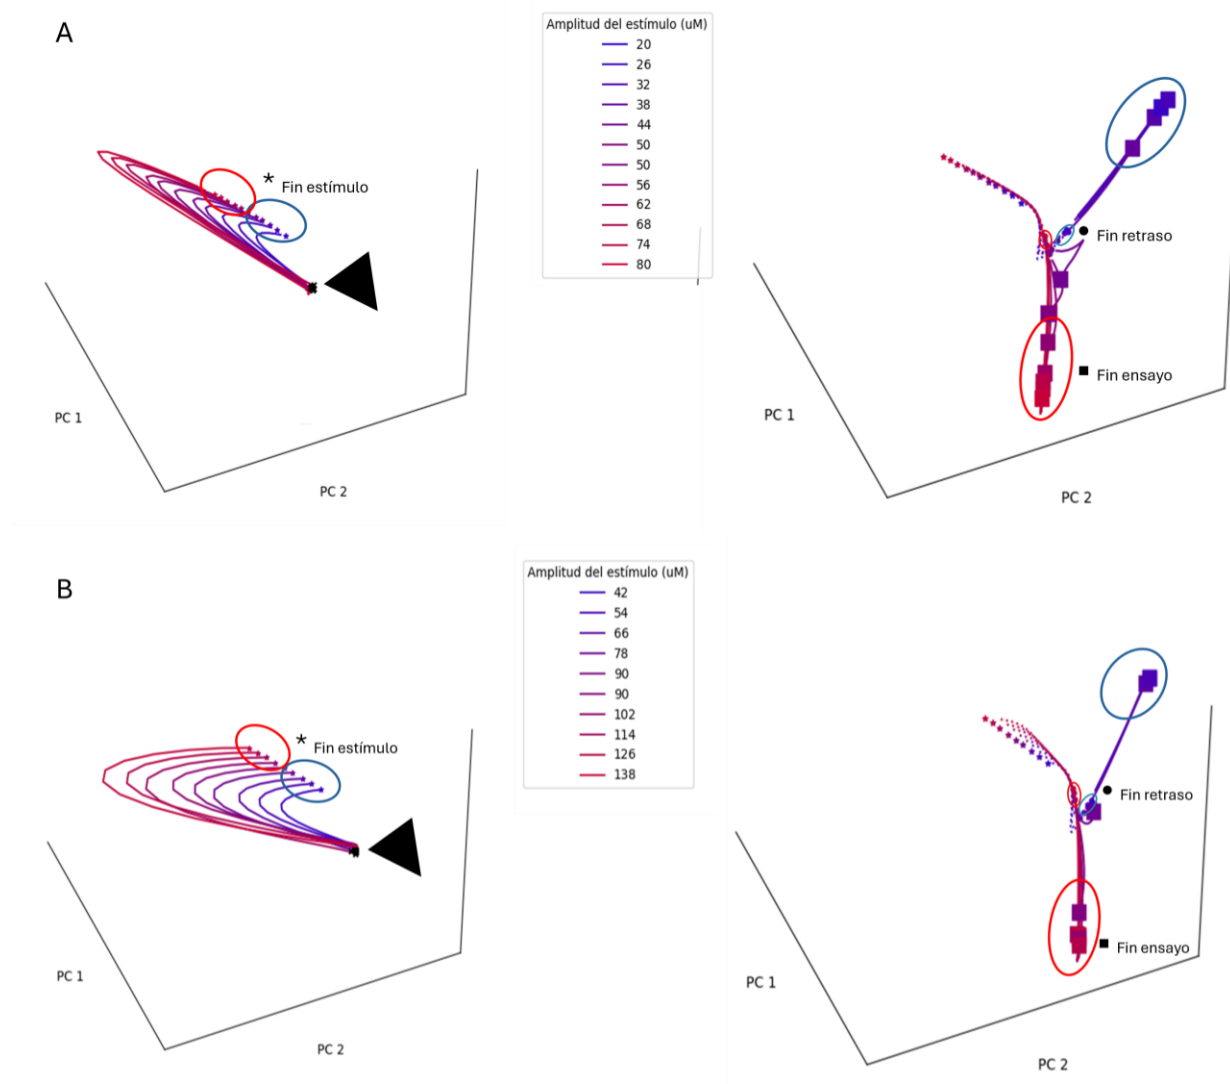 A
Amplitud del estímulo (uM)
20
26
32
38
44
50
50
56
62
68
74
80
* Fin estímulo
Fin retraso
Fin ensayo
PC 1
PC 2
PC 1
PC 2
B
Amplitud del estímulo (uM)
42
54
66
78
90
90
102
114
126
138
* Fin estímulo
Fin retraso
Fin ensayo
PC 1
PC 2
PC 1
PC 2